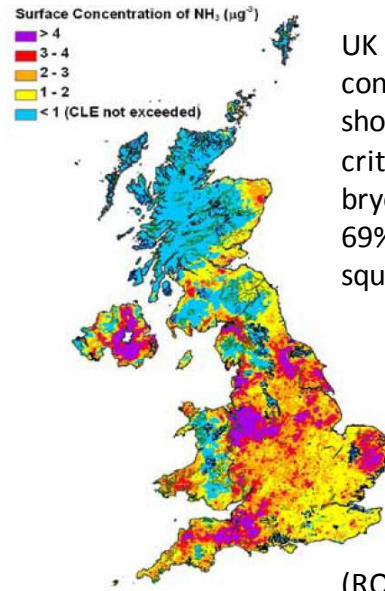 Surface Concentration of NH₃ (µg⁻³)
> 4
3 - 4
2 - 3
1 - 2
< 1 (CLE not exceeded)
UK
con
sho
crit
bryo
69%
squ
(RO